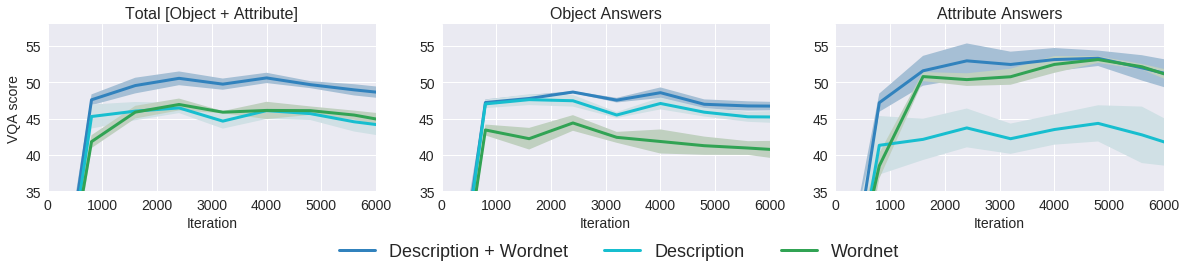 Total [Object + Attribute]
Object Answers
Attribute Answers
VQA score
55
50
45
40
35
0 1000 2000 3000 4000 5000 6000
Iteration
55
50
45
40
35
0 1000 2000 3000 4000 5000 6000
Iteration
55
50
45
40
35
0 1000 2000 3000 4000 5000 6000
Iteration
Description + Wordnet
Description
Wordnet